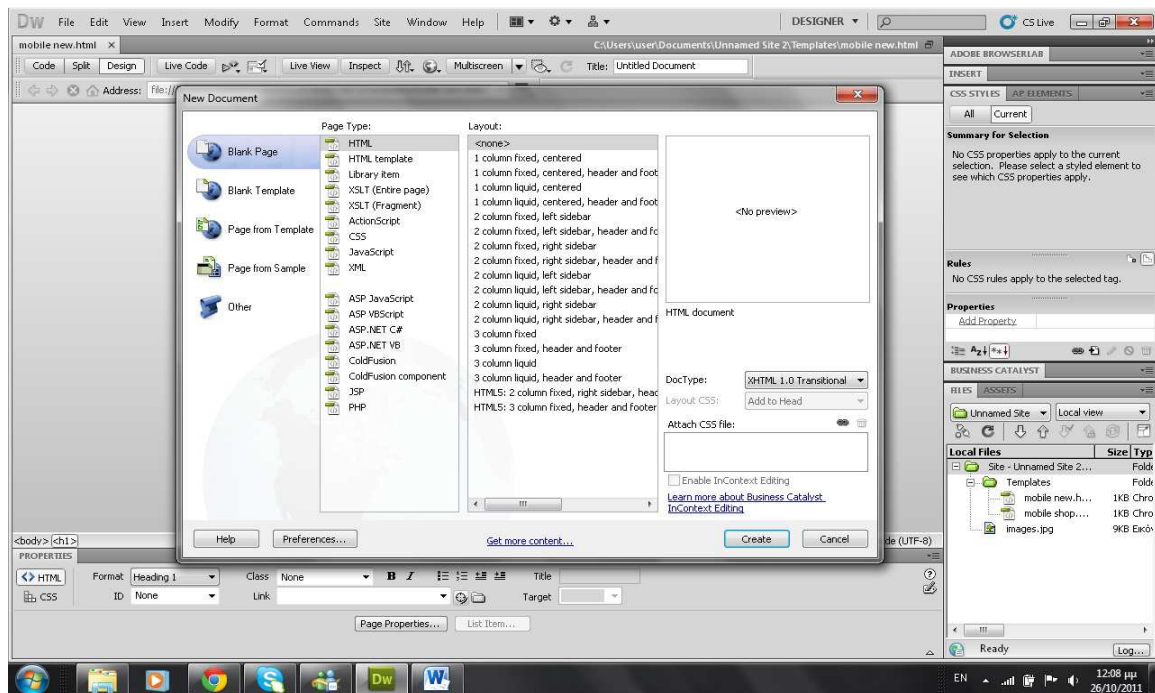 Dw File Edit View Insert Modify Format Commands Site Window Help DESIGNER CS Live
mobile new.html × C:\Users\user\Documents\Unnamed Site 2\Templates\mobile new.html
Code Split Design Live Code Live View Inspect Multiscreen Title: Untitled Document
Address: file://
New Document
Blank Page
Blank Template
Page from Template
Page from Sample
Other
Page Type:
HTML
HTML template
Library item
XSLT (Entire page)
XSLT (Fragment)
ActionScript
CSS
JavaScript
XML
ASP JavaScript
ASP VBScript
ASP.NET C#
ASP.NET VB
ColdFusion
ColdFusion component
JSP
PHP
Layout:
<none>
1 column fixed, centered
1 column fixed, centered, header and foot
1 column liquid, centered
1 column liquid, centered, header and foot
2 column fixed, left sidebar
2 column fixed, left sidebar, header and fo
2 column fixed, right sidebar
2 column fixed, right sidebar, header and f
2 column liquid, left sidebar
2 column liquid, left sidebar, header and fo
2 column liquid, right sidebar
2 column liquid, right sidebar, header and f
3 column fixed
3 column fixed, header and footer
3 column liquid
3 column liquid, header and footer
HTML5: 2 column fixed, right sidebar, head
HTML5: 3 column fixed, header and footer
<No preview>
HTML document
DocType: XHTML 1.0 Transitional
Layout CSS: Add to Head
Attach CSS file:
Enable InContext Editing
Learn more about Business Catalyst
InContext Editing
Help Preferences... Get more content... Create Cancel
<body> <h1> de (UTF-8)
PROPERTIES
<> HTML Format Heading 1 Class None B I Title
CSS ID None Link Target
Page Properties... List Item...
ADOBE BROWSERLAB
INSERT
CSS STYLES AP ELEMENTS
All Current
Summary for Selection
No CSS properties apply to the current
selection. Please select a styled element to
see which CSS properties apply.
Rules
No CSS rules apply to the selected tag.
Properties
Add Property
BUSINESS CATALYST
FILES ASSETS
Unnamed Site Local view
Local Files Size Typ
Site - Unnamed Site 2... Folde
Templates Folde
mobile new.h... 1KB Chro
mobile shop.... 1KB Chro
images.jpg 9KB Εικόν
Ready Log...
EN 12:08 μμ
26/10/2011